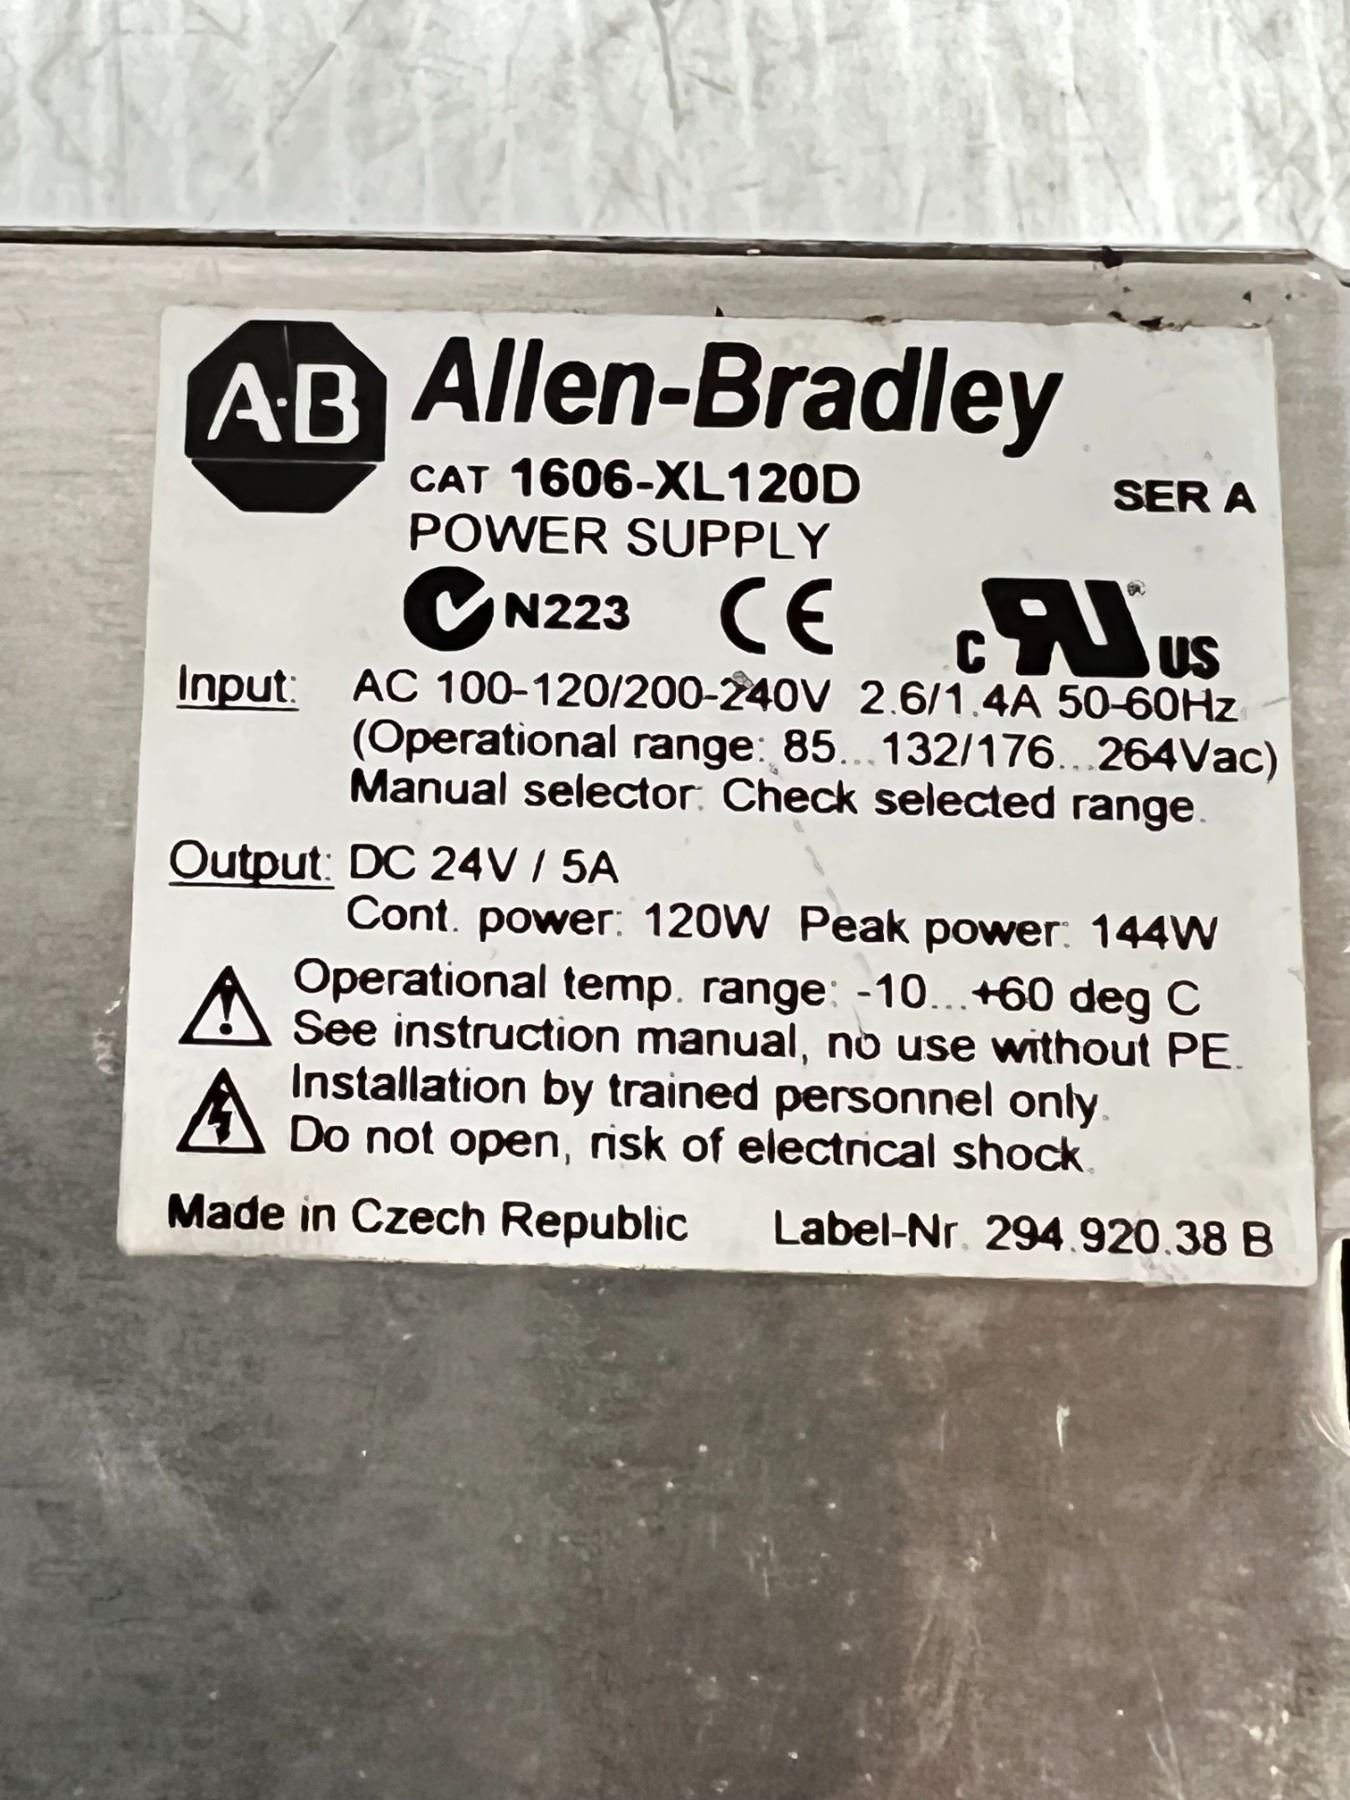 A·B Allen-Bradley
CAT 1606-XL120D SER A
POWER SUPPLY
N223 CE c RU US
Input: AC 100-120/200-240V 2.6/1.4A 50-60Hz
(Operational range: 85...132/176...264Vac)
Manual selector: Check selected range.
Output: DC 24V / 5A
Cont. power: 120W Peak power: 144W
Operational temp. range: -10...+60 deg C
See instruction manual, no use without PE.
Installation by trained personnel only.
Do not open, risk of electrical shock.
Made in Czech Republic Label-Nr. 294.920.38 B